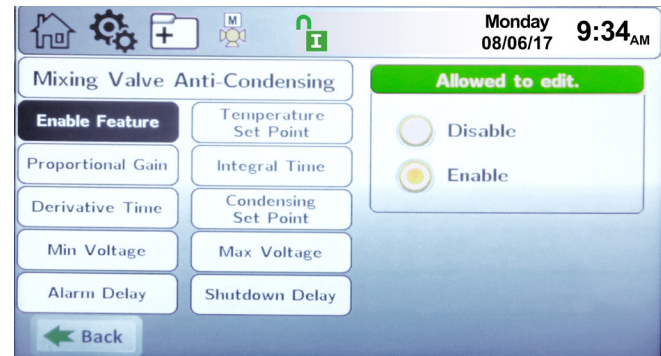 M
I
Monday
08/06/17
9:34AM
Mixing Valve Anti-Condensing
Allowed to edit.
Enable Feature
Temperature
Set Point
Disable
Proportional Gain
Integral Time
Enable
Derivative Time
Condensing
Set Point
Min Voltage
Max Voltage
Alarm Delay
Shutdown Delay
Back